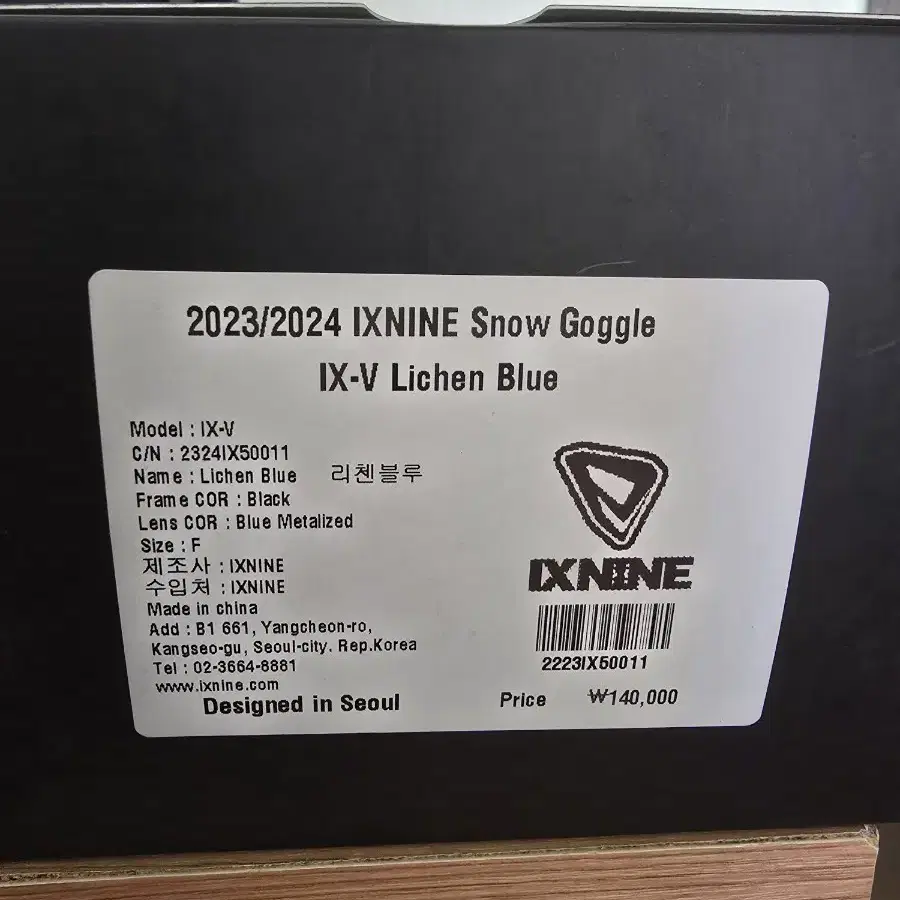 2023/2024 IXNINE Snow Goggle
IX-V Lichen Blue
Model : IX-V
C/N : 2324IX50011
Name : Lichen Blue 리첸블루
Frame COR : Black
Lens COR : Blue Metalized
Size : F
제조사 : IXNINE
수입처 : IXNINE
Made in china
Add : B1 661, Yangcheon-ro,
Kangseo-gu, Seoul-city. Rep.Korea
Tel : 02-3664-8881
www.ixnine.com
Designed in Seoul
IXNINE
2223IX50011
Price ₩140,000